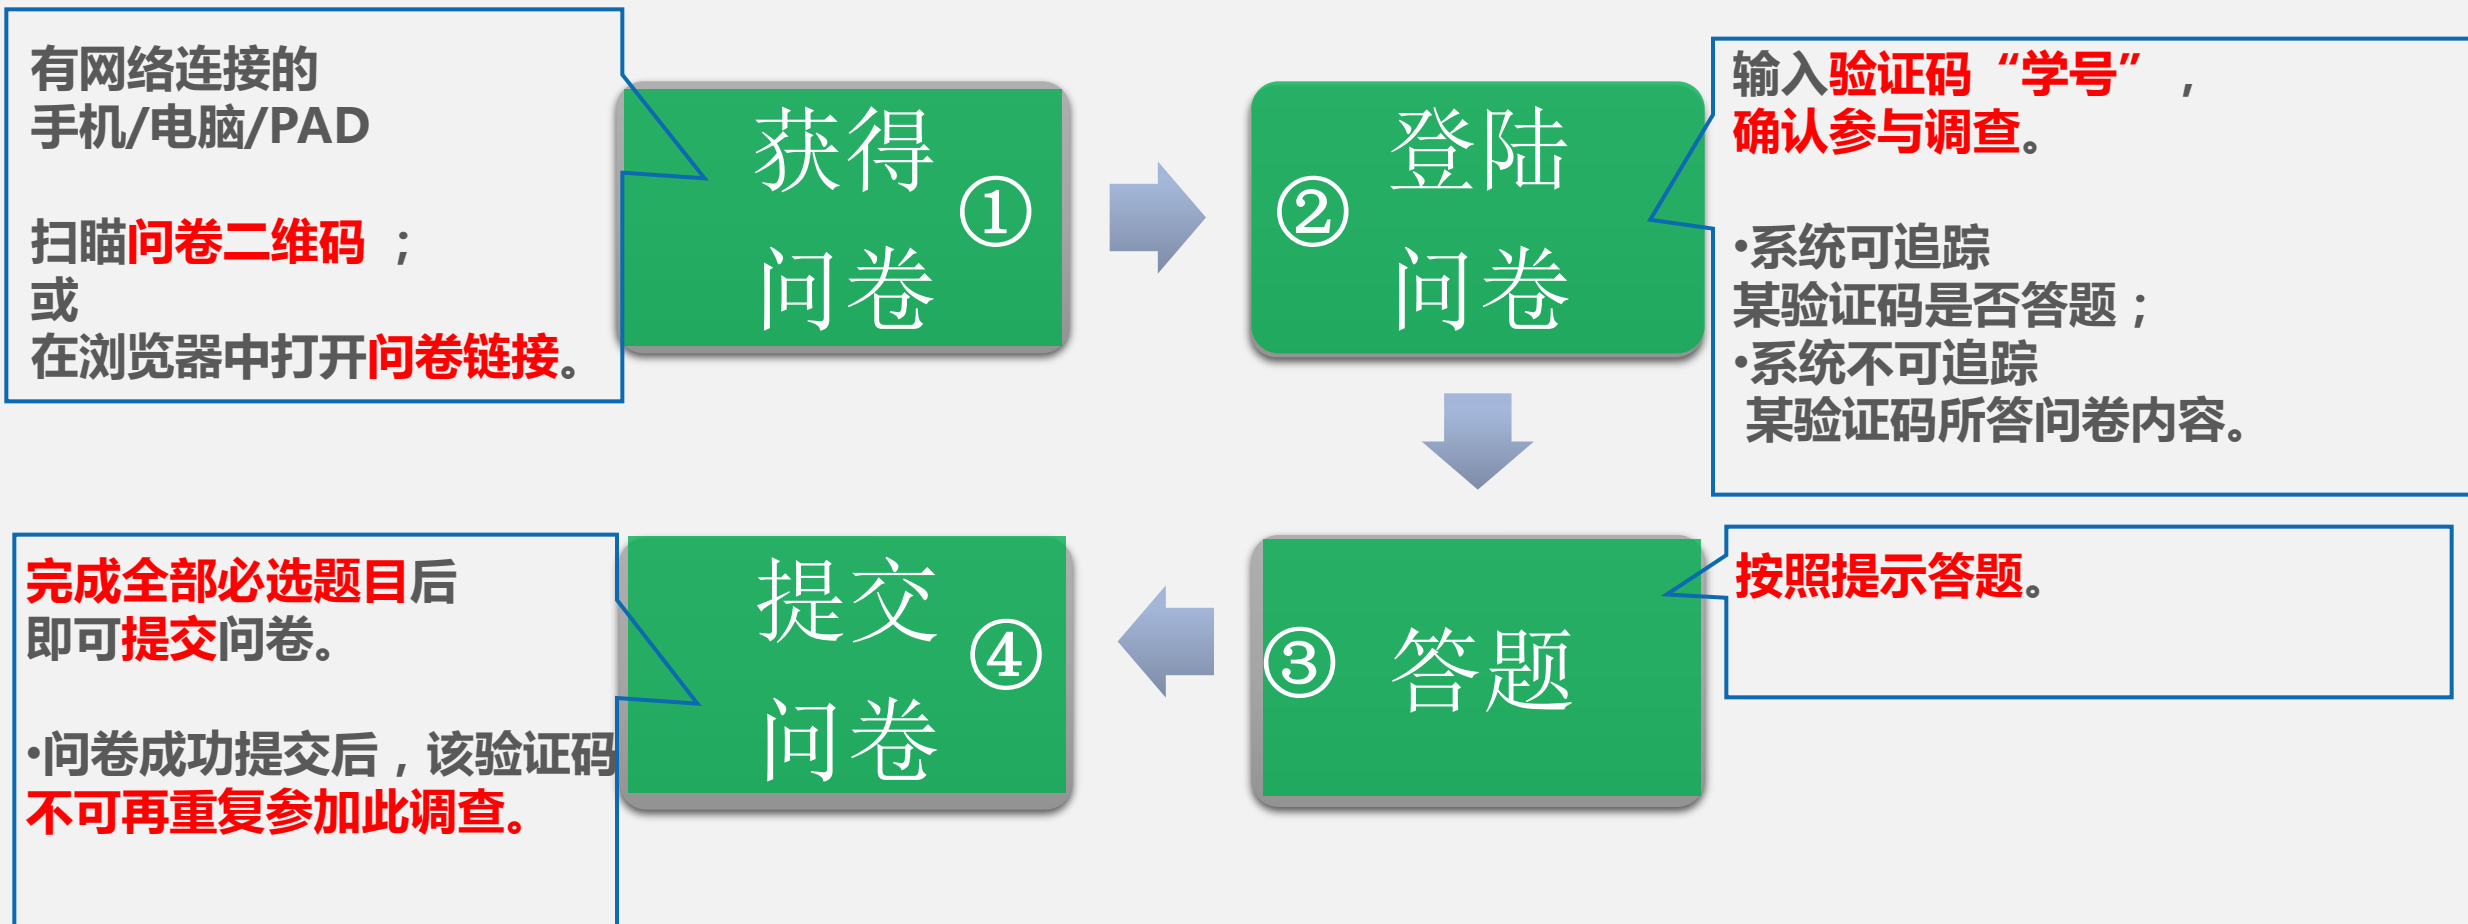 有网络连接的
手机/电脑/PAD
扫瞄问卷二维码 ；
或
在浏览器中打开问卷链接。
获得
问卷
①
②
登陆
问卷
输入验证码“学号”，
确认参与调查。
•系统可追踪
某验证码是否答题；
•系统不可追踪
某验证码所答问卷内容。
③
答题
按照提示答题。
提交
问卷
④
完成全部必选题目后
即可提交问卷。
•问卷成功提交后，该验证码
不可再重复参加此调查。